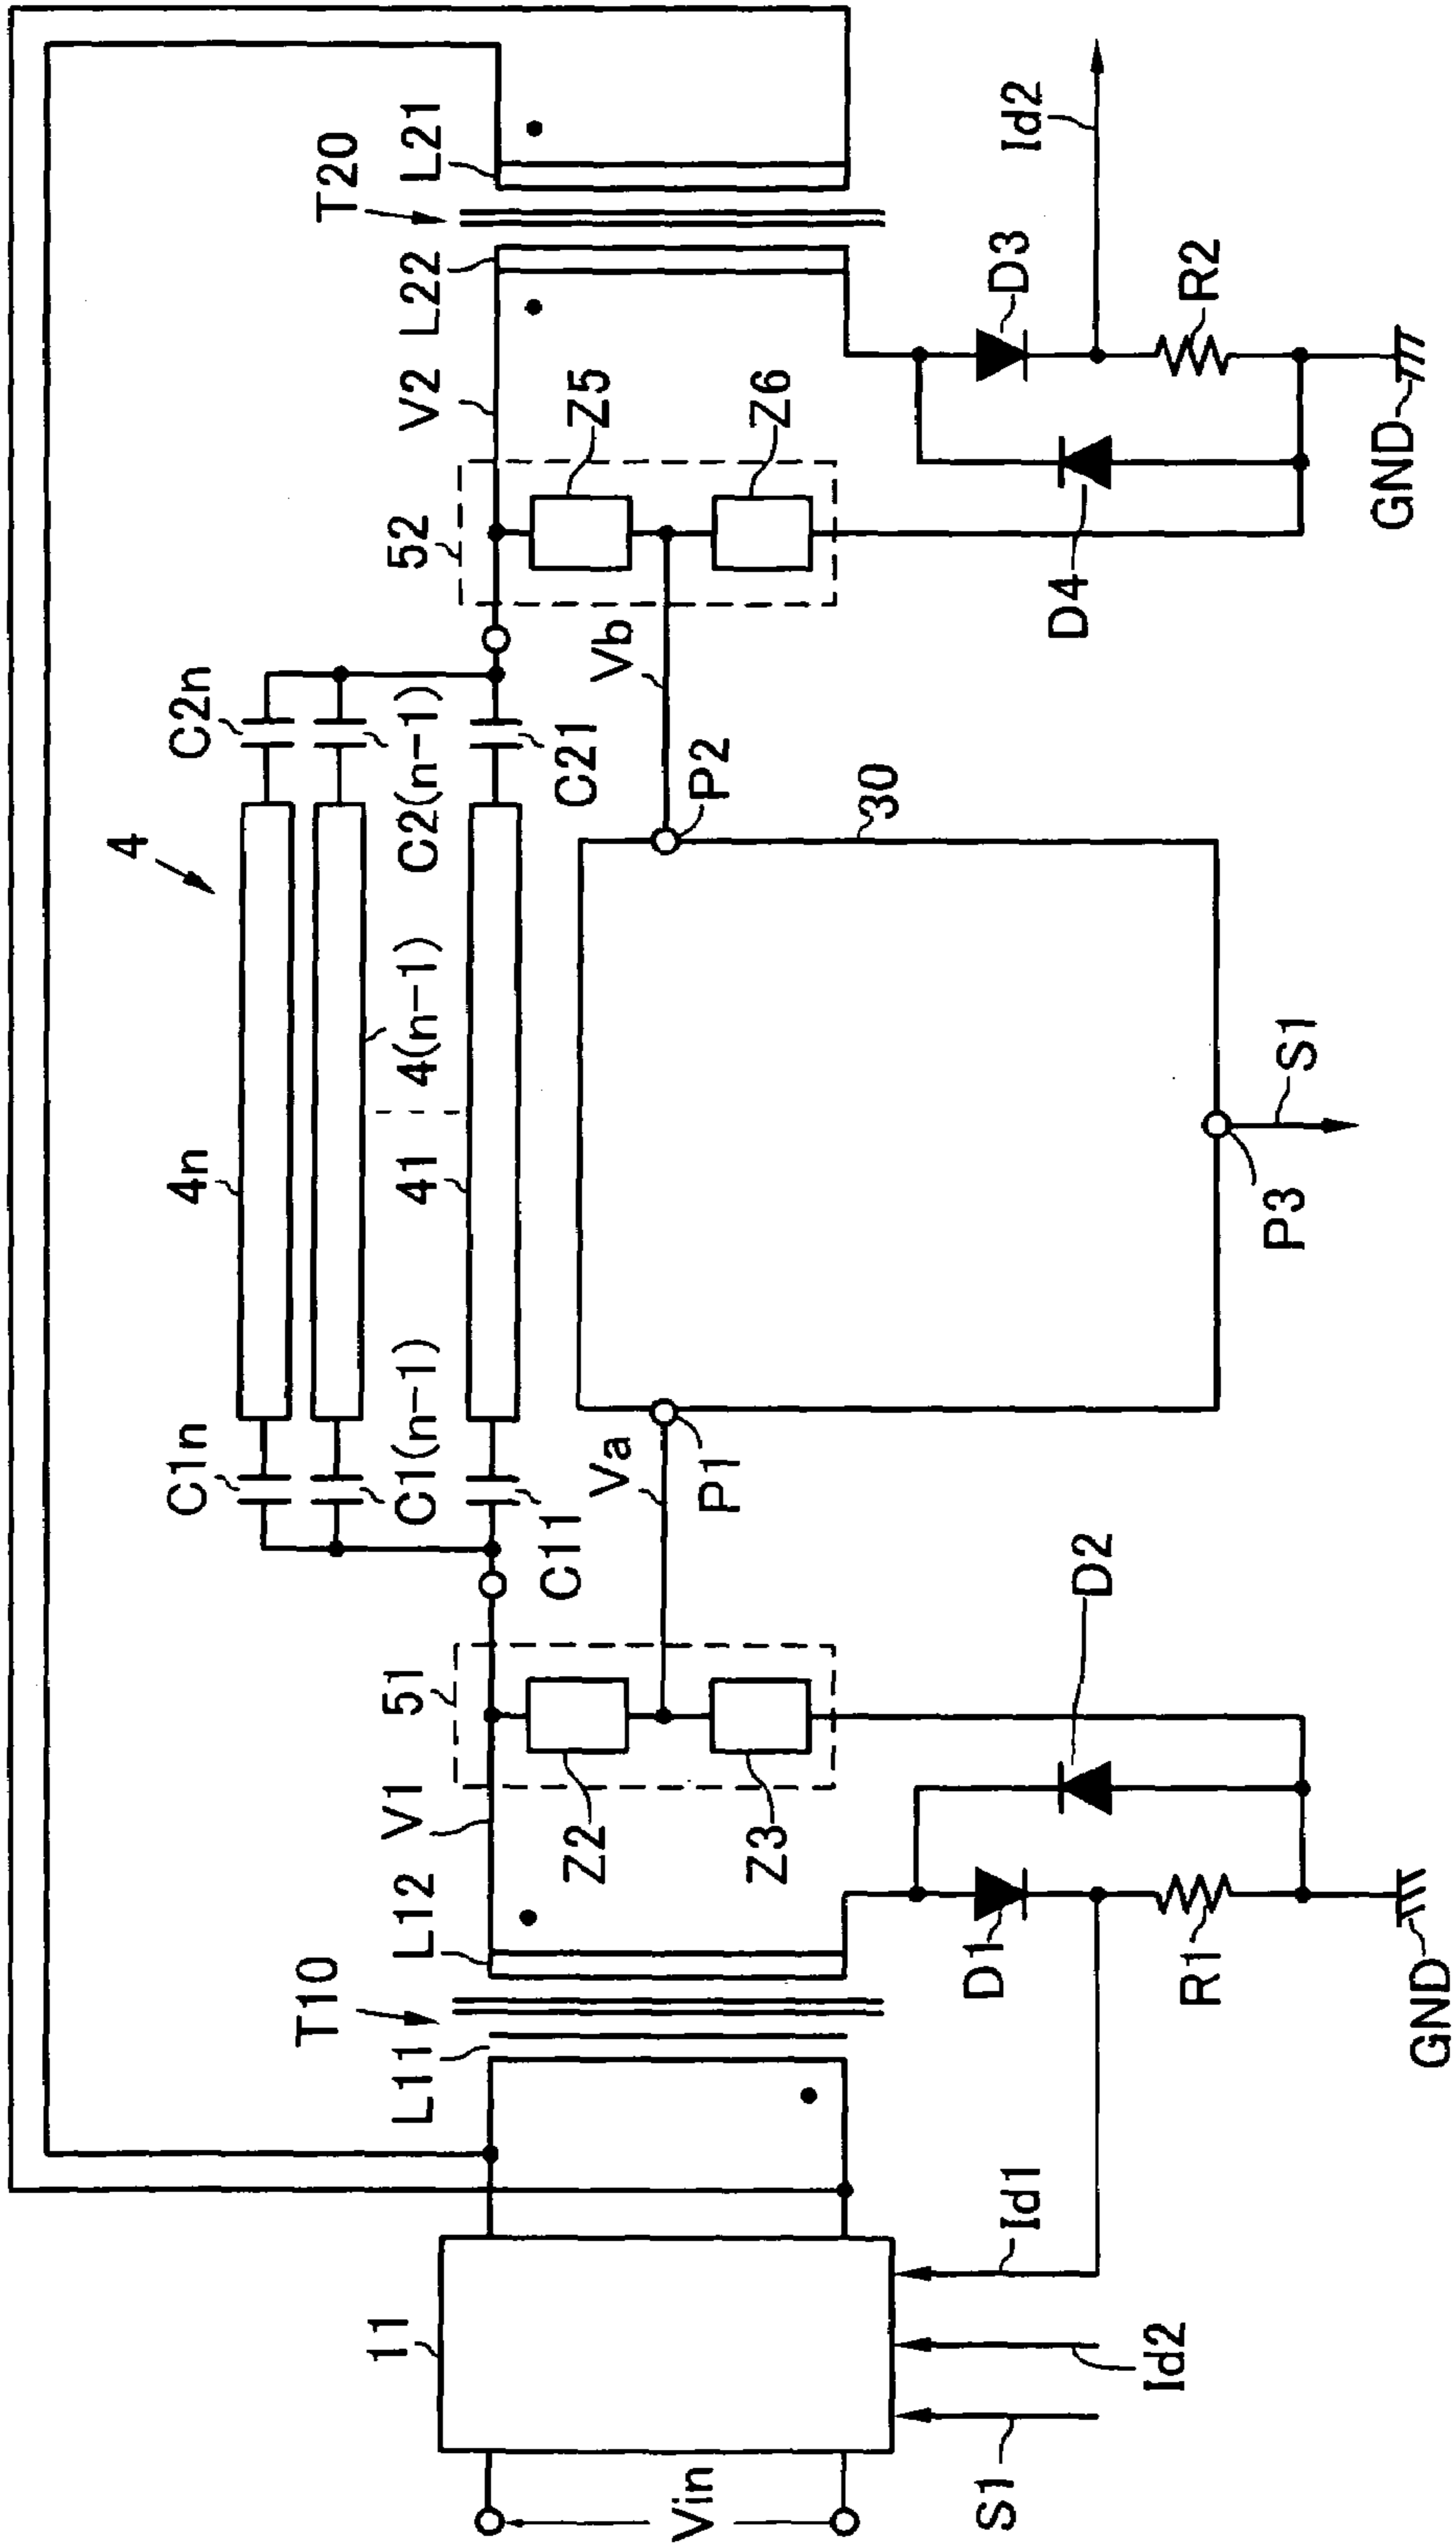 4
C1n
4n
C2n
C1(n-1)
4(n-1)
C2(n-1)
T10
T20
11
L11
L12
V1
51
41
52
V2
L22
L21
C11
C21
Z2
Va
Vb
Z5
P1
P2
Z3
Z6
30
Vin
D1
D2
D4
D3
Id2
S1
Id2
Id1
R1
P3
S1
R2
GND
GND